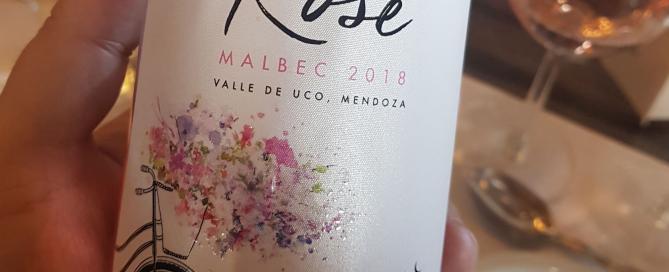 Rosé
MALBEC 2018
VALLE DE UCO, MENDOZA